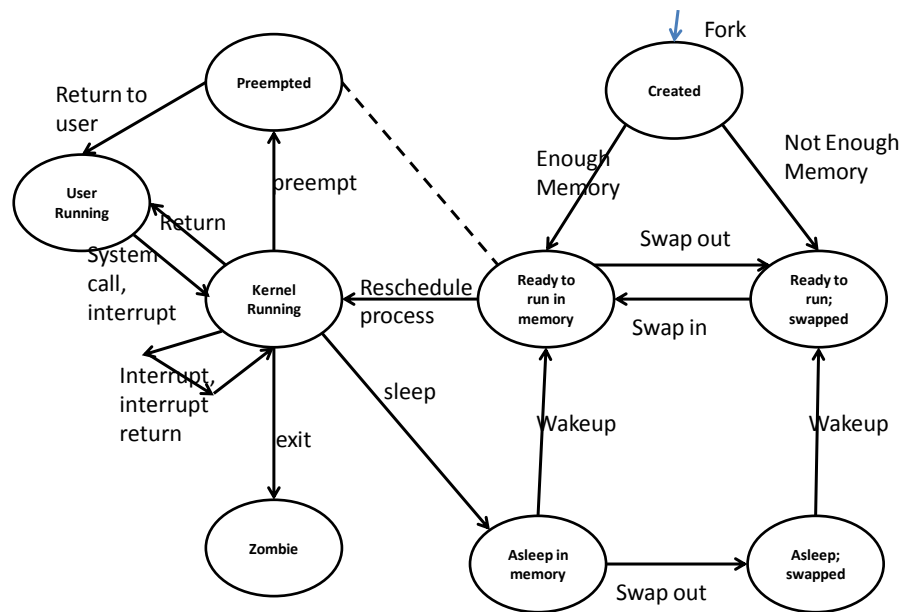 Fork
Preempted
Created
Return to
user
Not Enough
Memory
Enough
Memory
preempt
User
Running
Return
System
call,
interrupt
Swap out
Kernel
Running
Reschedule
process
Ready to
run in
memory
Ready to
run;
swapped
Swap in
Interrupt,
interrupt
return
sleep
Wakeup
Wakeup
exit
Zombie
Asleep in
memory
Asleep;
swapped
Swap out